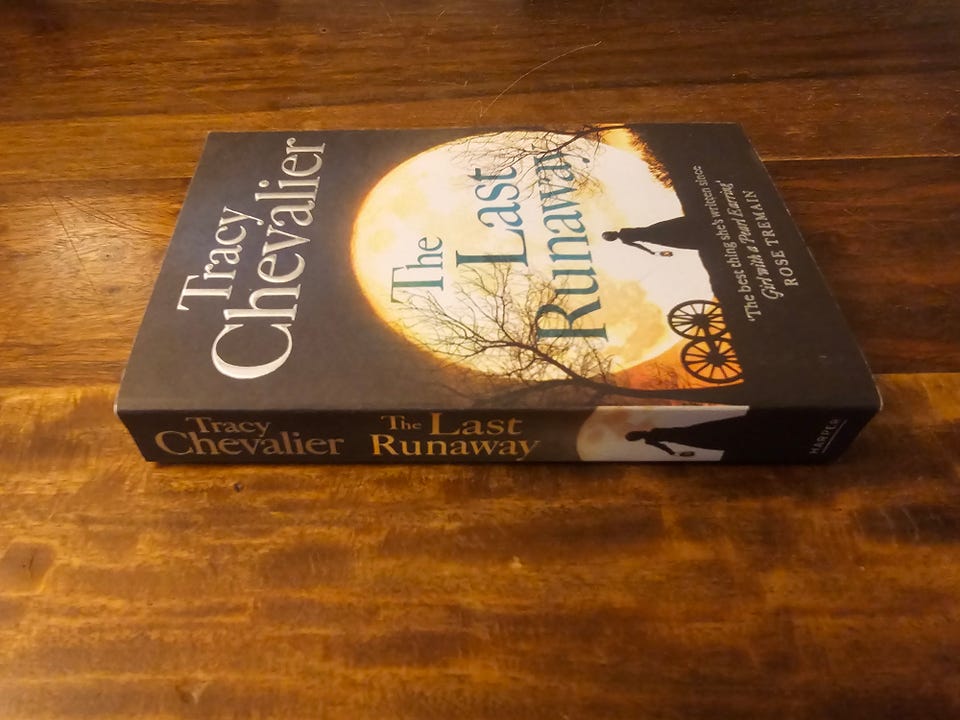 Tracy
Chevalier
The
Last
Runaway
'The best thing she's written since
Girl with a Pearl Earring'
ROSE TREMAIN
Tracy
Chevalier
The Last
Runaway
HARPER